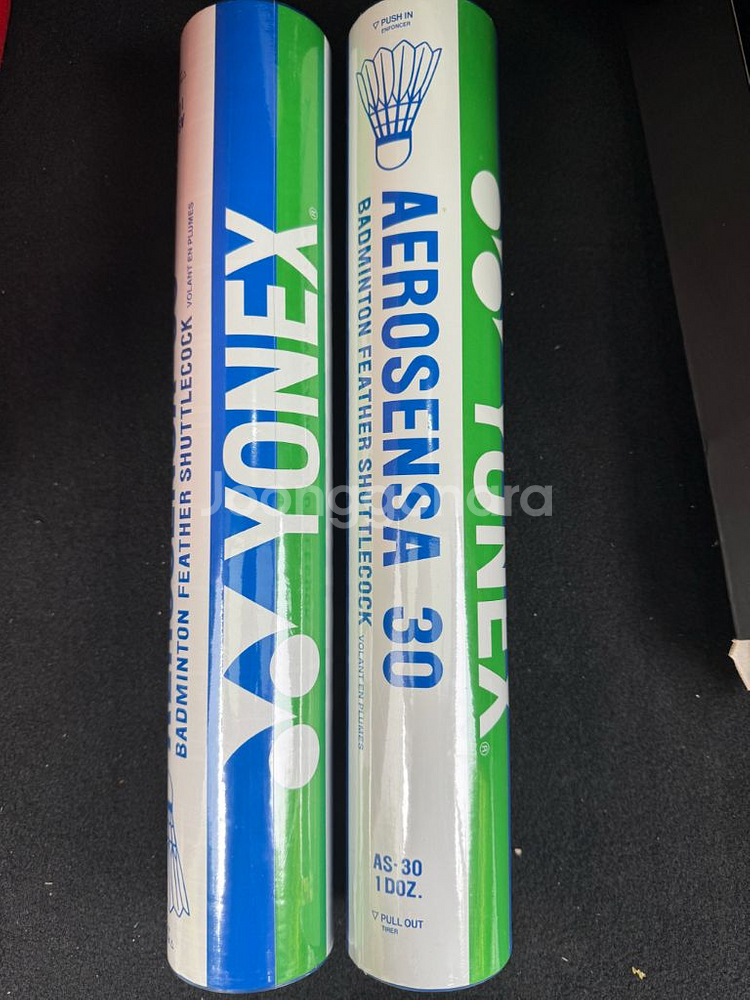 YONEX
®
BADMINTON FEATHER SHUTTLECOCK VOLANT EN PLUMES
▽ PUSH IN
ENFONCER
AEROSENSA 30
BADMINTON FEATHER SHUTTLECOCK VOLANT EN PLUMES
YONEX
®
AS-30
1 DOZ.
▽ PULL OUT
TIRER
Joonggonara